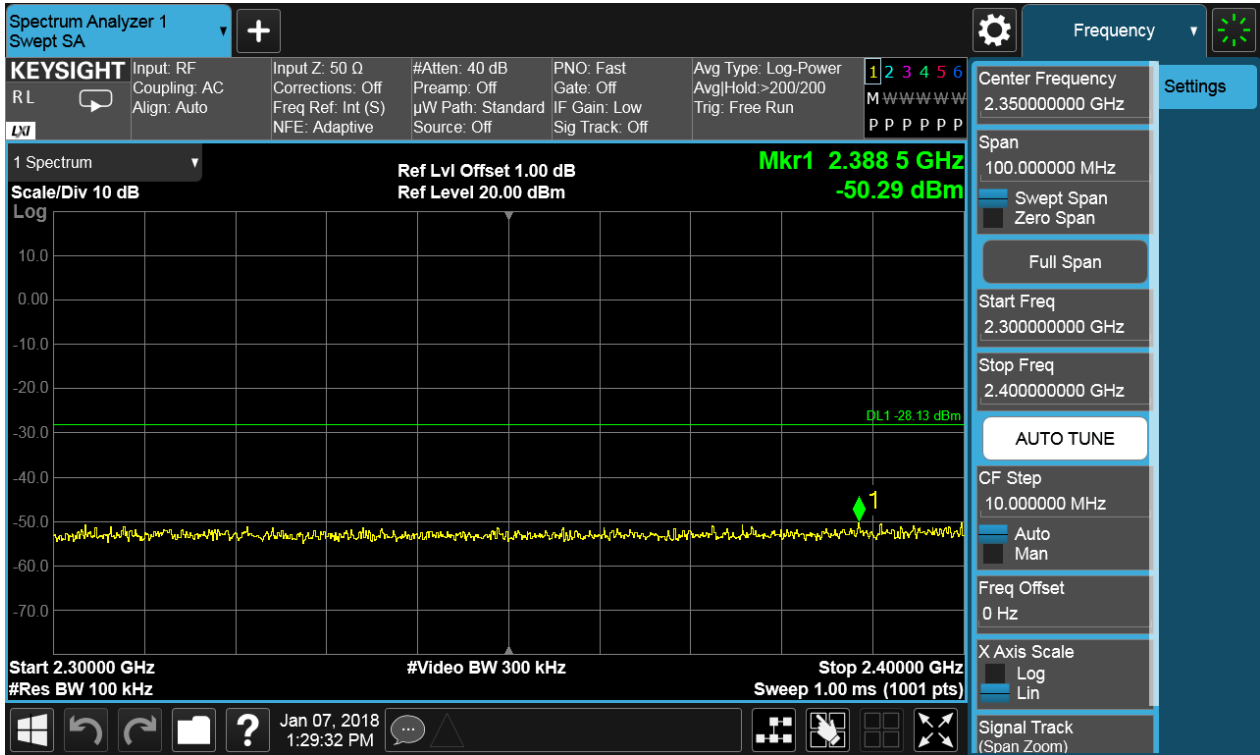 Spectrum Analyzer 1
Swept SA
+
Frequency
KEYSIGHT
RL
LXI
Input: RF
Coupling: AC
Align: Auto
Input Z: 50 Ω
Corrections: Off
Freq Ref: Int (S)
NFE: Adaptive
#Atten: 40 dB
Preamp: Off
µW Path: Standard
Source: Off
PNO: Fast
Gate: Off
IF Gain: Low
Sig Track: Off
Avg Type: Log-Power
Avg|Hold:>200/200
Trig: Free Run
1 2 3 4 5 6
M W W W W W
P P P P P P
1 Spectrum
Scale/Div 10 dB
Log
Ref Lvl Offset 1.00 dB
Ref Level 20.00 dBm
Mkr1 2.388 5 GHz
-50.29 dBm
10.0
0.00
-10.0
-20.0
DL1 -28.13 dBm
-30.0
-40.0
1
-50.0
-60.0
-70.0
Start 2.30000 GHz
#Res BW 100 kHz
#Video BW 300 kHz
Stop 2.40000 GHz
Sweep 1.00 ms (1001 pts)
?
Jan 07, 2018
1:29:32 PM
Center Frequency
2.350000000 GHz
Span
100.000000 MHz
Swept Span
Zero Span
Full Span
Start Freq
2.300000000 GHz
Stop Freq
2.400000000 GHz
AUTO TUNE
CF Step
10.000000 MHz
Auto
Man
Freq Offset
0 Hz
X Axis Scale
Log
Lin
Signal Track
(Span Zoom)
Settings